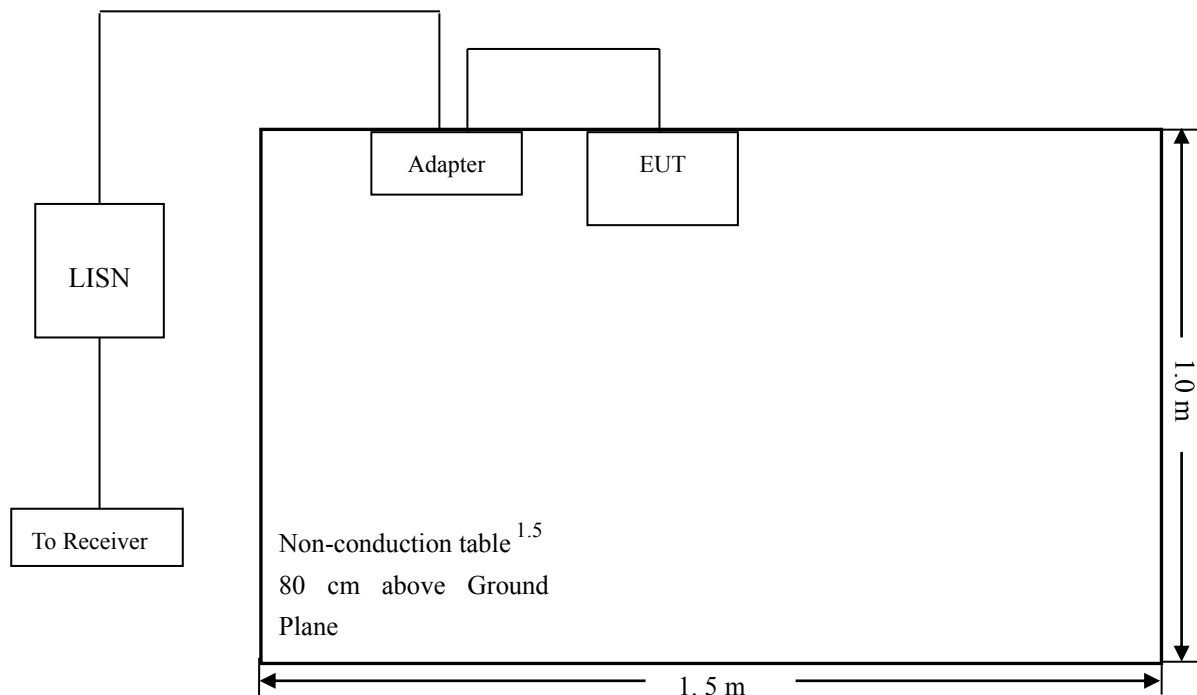 Adapter
EUT
LISN
To Receiver
1.0 m
Non-conduction table 1.5
80 cm above Ground
Plane
1. 5 m